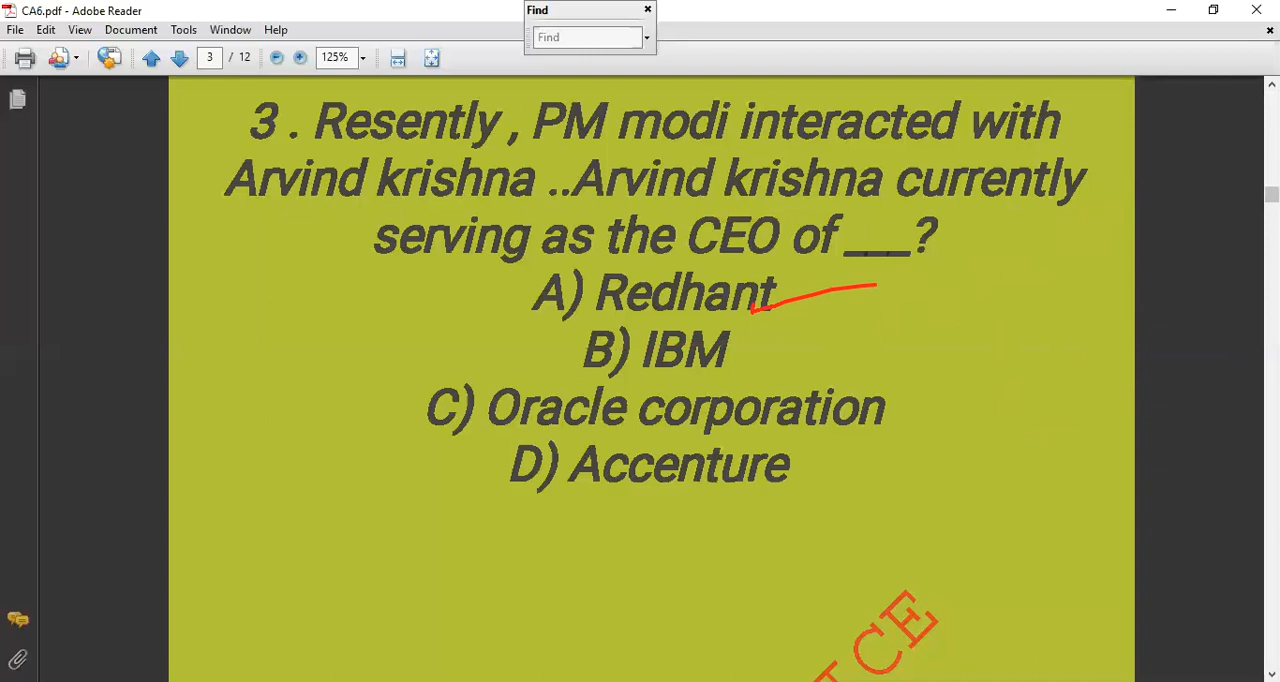 CA6.pdf - Adobe Reader
Find
File Edit View Document Tools Window Help
Find
3 / 12 125%
3 . Resently , PM modi interacted with
Arvind krishna ..Arvind krishna currently
serving as the CEO of ___?
A) Redhant
B) IBM
C) Oracle corporation
D) Accenture
CE